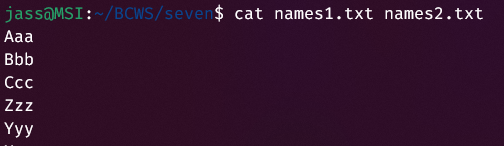 jass@MSI:~/BCWS/seven$ cat names1.txt names2.txt
Aaa
Bbb
Ccc
Zzz
Yyy